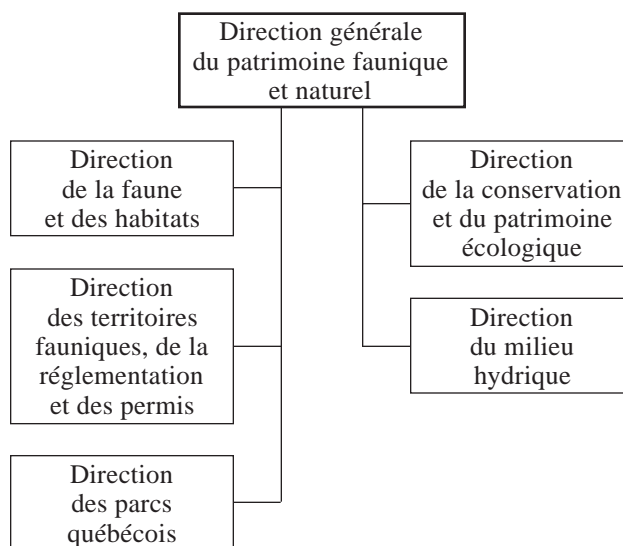 Direction générale
du patrimoine faunique
et naturel
Direction
de la faune
et des habitats
Direction
des territoires
fauniques, de la
réglementation
et des permis
Direction
des parcs
québécois
Direction
de la conservation
et du patrimoine
écologique
Direction
du milieu
hydrique